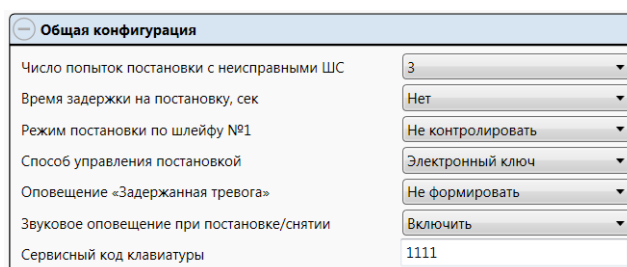 Общая конфигурация
Число попыток постановки с неисправными ШС 3
Время задержки на постановку, сек Нет
Режим постановки по шлейфу №1 Не контролировать
Способ управления постановкой Электронный ключ
Оповещение «Задержанная тревога» Не формировать
Звуковое оповещение при постановке/снятии Включить
Сервисный код клавиатуры 1111